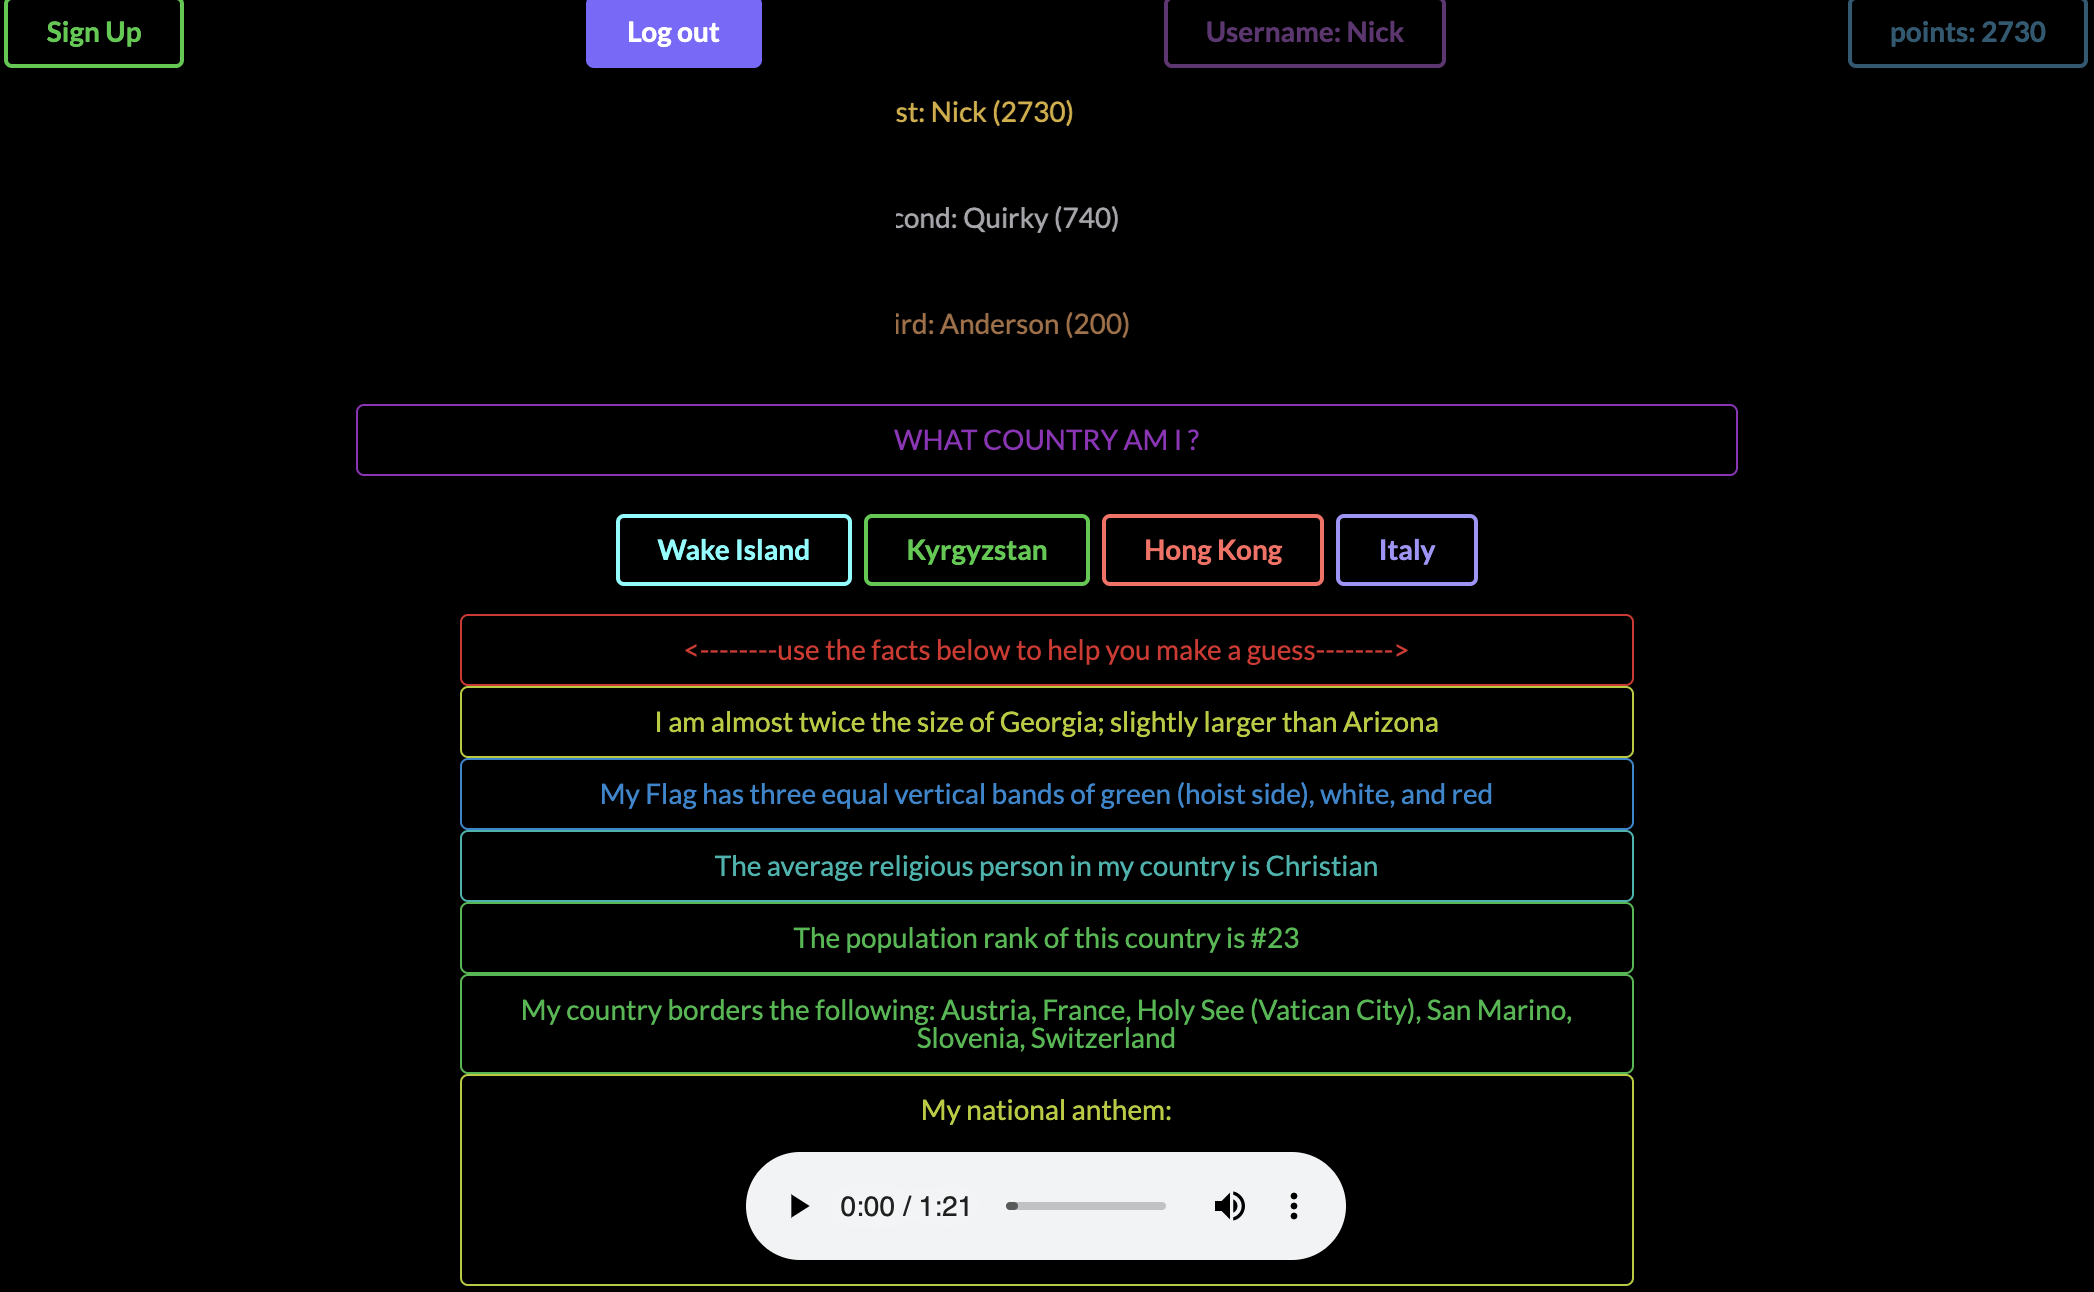 Sign Up
Log out
Username: Nick
points: 2730
st: Nick (2730)
cond: Quirky (740)
ird: Anderson (200)
WHAT COUNTRY AM I ?
Wake Island
Kyrgyzstan
Hong Kong
Italy
<--------use the facts below to help you make a guess-------->
I am almost twice the size of Georgia; slightly larger than Arizona
My Flag has three equal vertical bands of green (hoist side), white, and red
The average religious person in my country is Christian
The population rank of this country is #23
My country borders the following: Austria, France, Holy See (Vatican City), San Marino,
Slovenia, Switzerland
My national anthem:
0:00 / 1:21